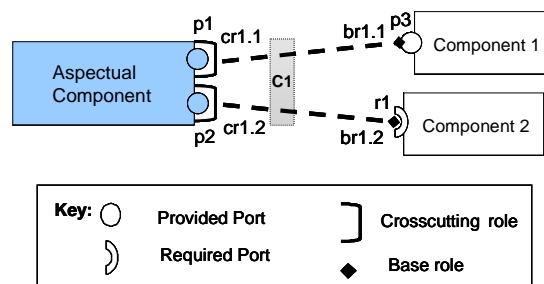 p1
cr1.1
br1.1
p3
Component 1
Aspectual
Component
C1
r1
Component 2
p2
cr1.2
br1.2
Key:
Provided Port
Crosscutting role
Required Port
Base role